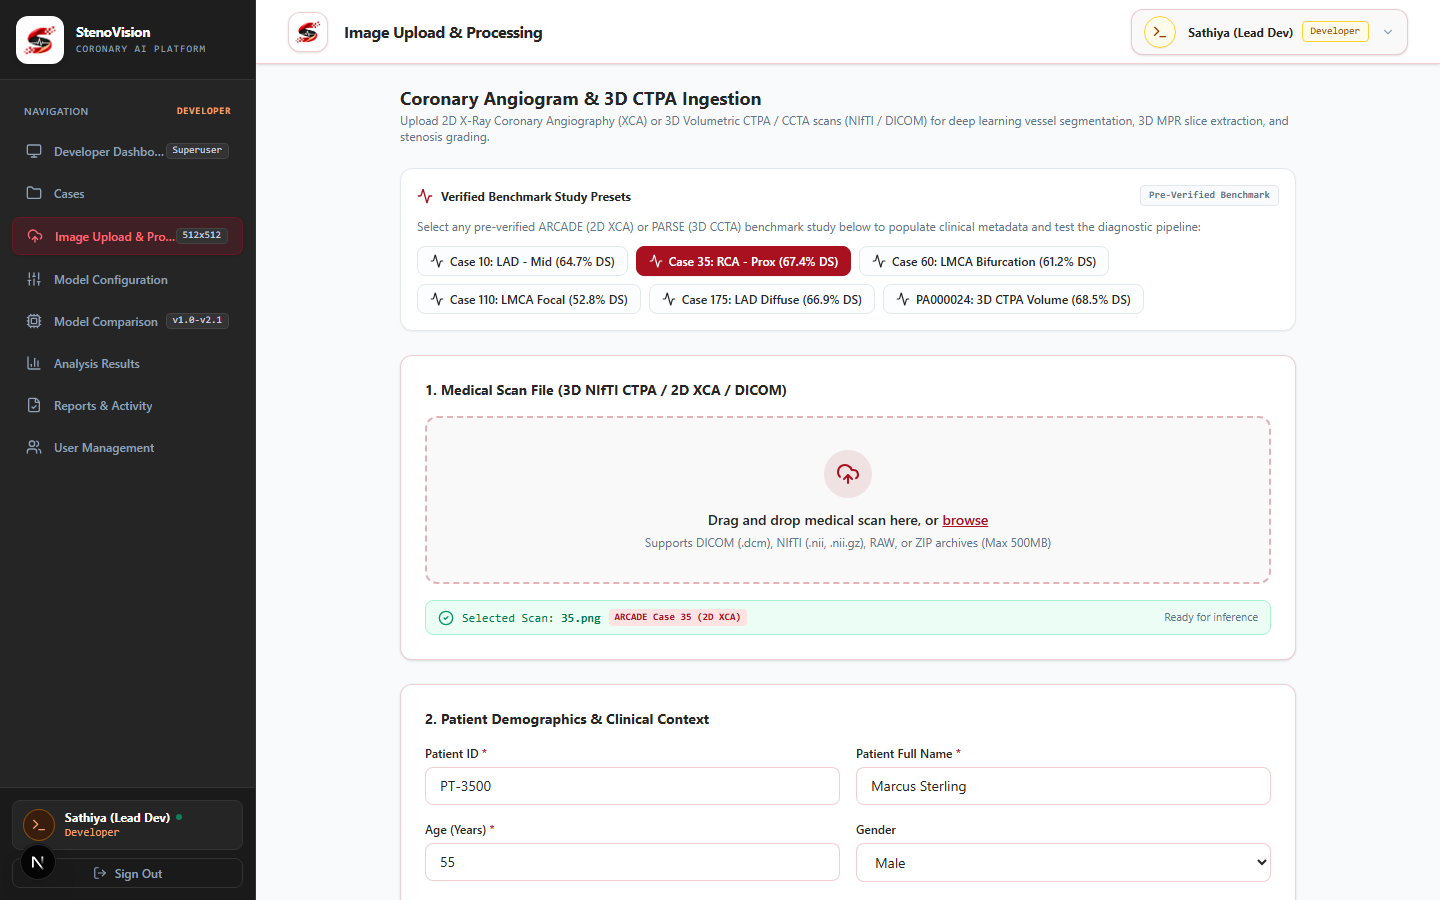 StenoVision
CORONARY AI PLATFORM
NAVIGATION DEVELOPER
Developer Dashbo... Superuser
Cases
Image Upload & Pro... 512x512
Model Configuration
Model Comparison v1.0-v2.1
Analysis Results
Reports & Activity
User Management
Sathiya (Lead Dev)
Developer
N
Sign Out
Image Upload & Processing
Sathiya (Lead Dev) Developer
Coronary Angiogram & 3D CTPA Ingestion
Upload 2D X-Ray Coronary Angiography (XCA) or 3D Volumetric CTPA / CCTA scans (NIfTI / DICOM) for deep learning vessel segmentation, 3D MPR slice extraction, and
stenosis grading.
Verified Benchmark Study Presets Pre-Verified Benchmark
Select any pre-verified ARCADE (2D XCA) or PARSE (3D CCTA) benchmark study below to populate clinical metadata and test the diagnostic pipeline:
Case 10: LAD - Mid (64.7% DS) Case 35: RCA - Prox (67.4% DS) Case 60: LMCA Bifurcation (61.2% DS)
Case 110: LMCA Focal (52.8% DS) Case 175: LAD Diffuse (66.9% DS) PA000024: 3D CTPA Volume (68.5% DS)
1. Medical Scan File (3D NIfTI CTPA / 2D XCA / DICOM)
Drag and drop medical scan here, or browse
Supports DICOM (.dcm), NIfTI (.nii, .nii.gz), RAW, or ZIP archives (Max 500MB)
Selected Scan: 35.png ARCADE Case 35 (2D XCA) Ready for inference
2. Patient Demographics & Clinical Context
Patient ID * Patient Full Name *
PT-3500 Marcus Sterling
Age (Years) * Gender
55 Male